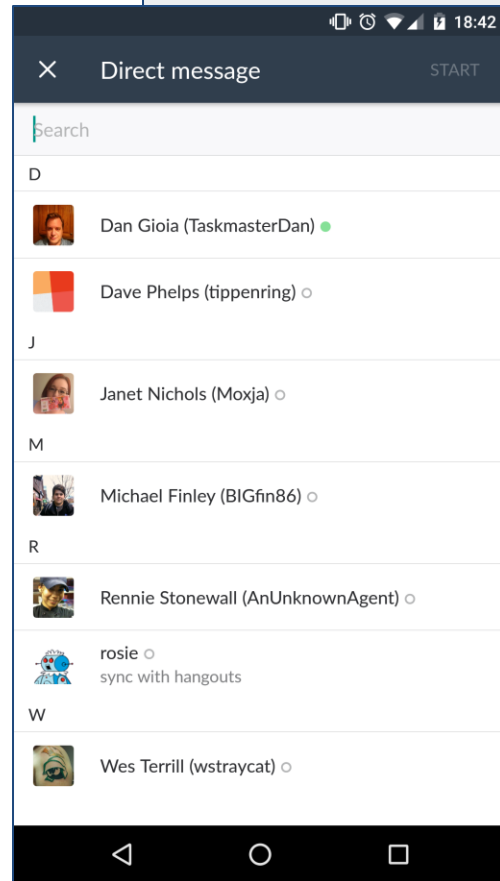 18:42
Direct message
START
Search
D
Dan Gioia (TaskmasterDan)
Dave Phelps (tippenring)
J
Janet Nichols (Moxja)
M
Michael Finley (BIGfin86)
R
Rennie Stonewall (AnUnknownAgent)
rosie
sync with hangouts
W
Wes Terrill (wstraycat)